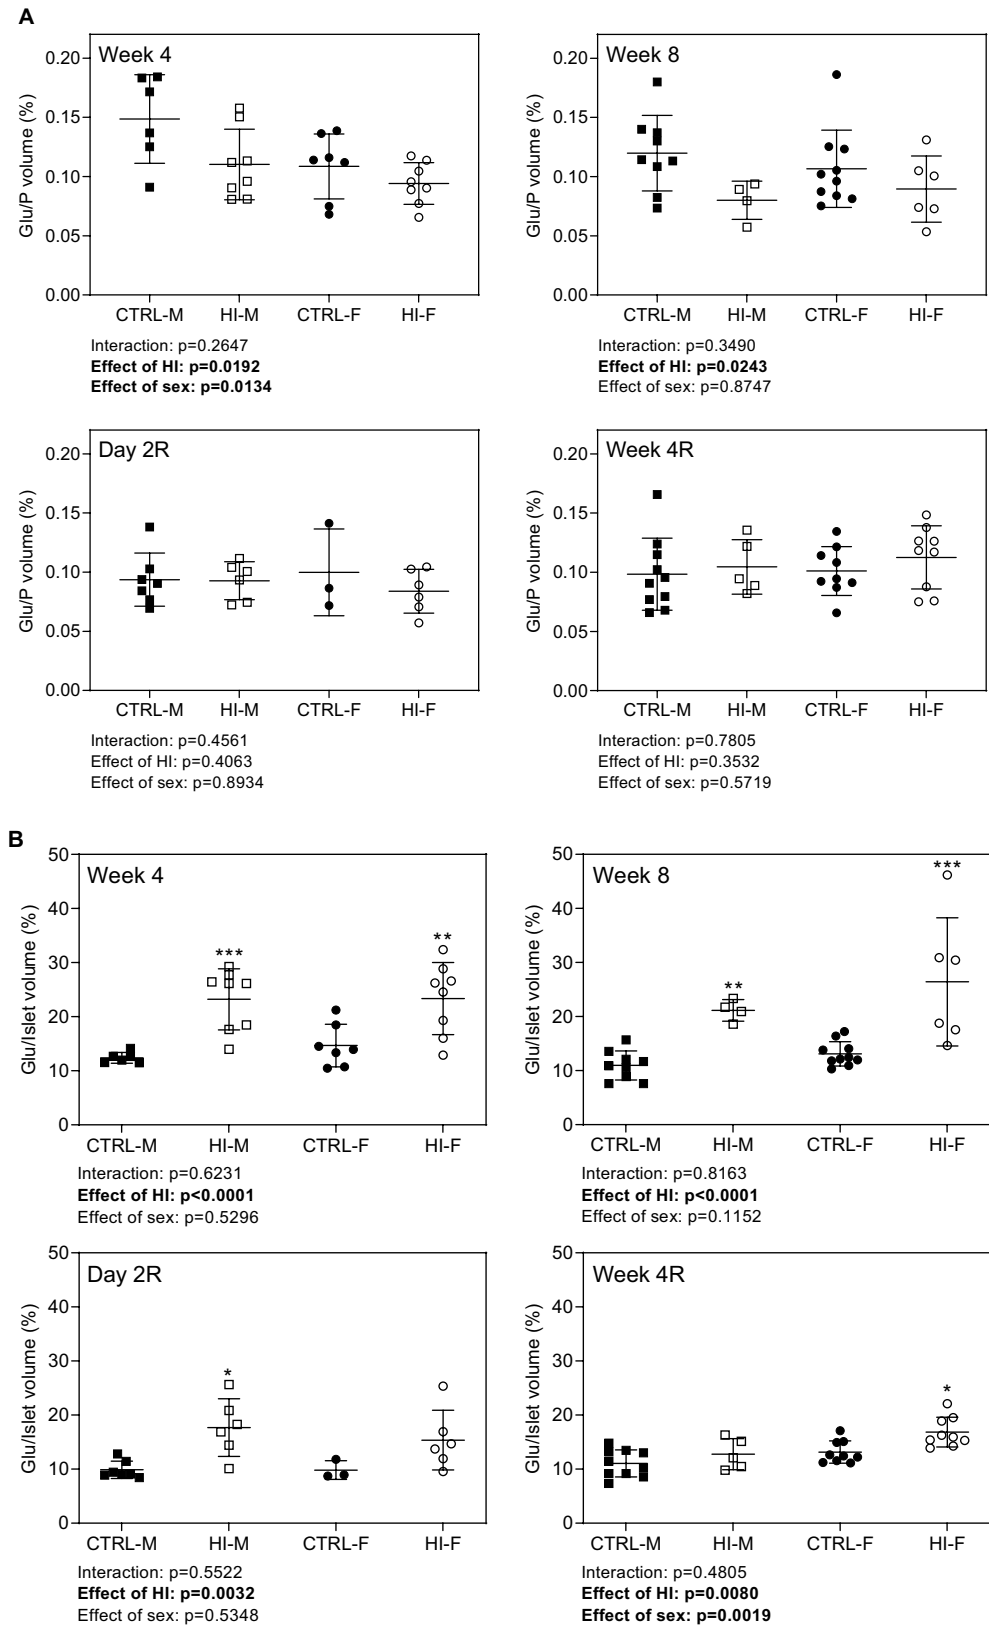 A
Week 4
Glu/P volume (%)
0.20
0.15
0.10
0.05
0.00
CTRL-M HI-M CTRL-F HI-F
Interaction: p=0.2647
Effect of HI: p=0.0192
Effect of sex: p=0.0134
Week 8
Glu/P volume (%)
0.20
0.15
0.10
0.05
0.00
CTRL-M HI-M CTRL-F HI-F
Interaction: p=0.3490
Effect of HI: p=0.0243
Effect of sex: p=0.8747
Day 2R
Glu/P volume (%)
0.20
0.15
0.10
0.05
0.00
CTRL-M HI-M CTRL-F HI-F
Interaction: p=0.4561
Effect of HI: p=0.4063
Effect of sex: p=0.8934
Week 4R
Glu/P volume (%)
0.20
0.15
0.10
0.05
0.00
CTRL-M HI-M CTRL-F HI-F
Interaction: p=0.7805
Effect of HI: p=0.3532
Effect of sex: p=0.5719
B
Week 4
Glu/Islet volume (%)
50
40
30
20
10
0
*** **
CTRL-M HI-M CTRL-F HI-F
Interaction: p=0.6231
Effect of HI: p<0.0001
Effect of sex: p=0.5296
Week 8
Glu/Islet volume (%)
50
40
30
20
10
0
***
**
CTRL-M HI-M CTRL-F HI-F
Interaction: p=0.8163
Effect of HI: p<0.0001
Effect of sex: p=0.1152
Day 2R
Glu/Islet volume (%)
50
40
30
20
10
0
*
CTRL-M HI-M CTRL-F HI-F
Interaction: p=0.5522
Effect of HI: p=0.0032
Effect of sex: p=0.5348
Week 4R
Glu/Islet volume (%)
50
40
30
20
10
0
*
CTRL-M HI-M CTRL-F HI-F
Interaction: p=0.4805
Effect of HI: p=0.0080
Effect of sex: p=0.0019